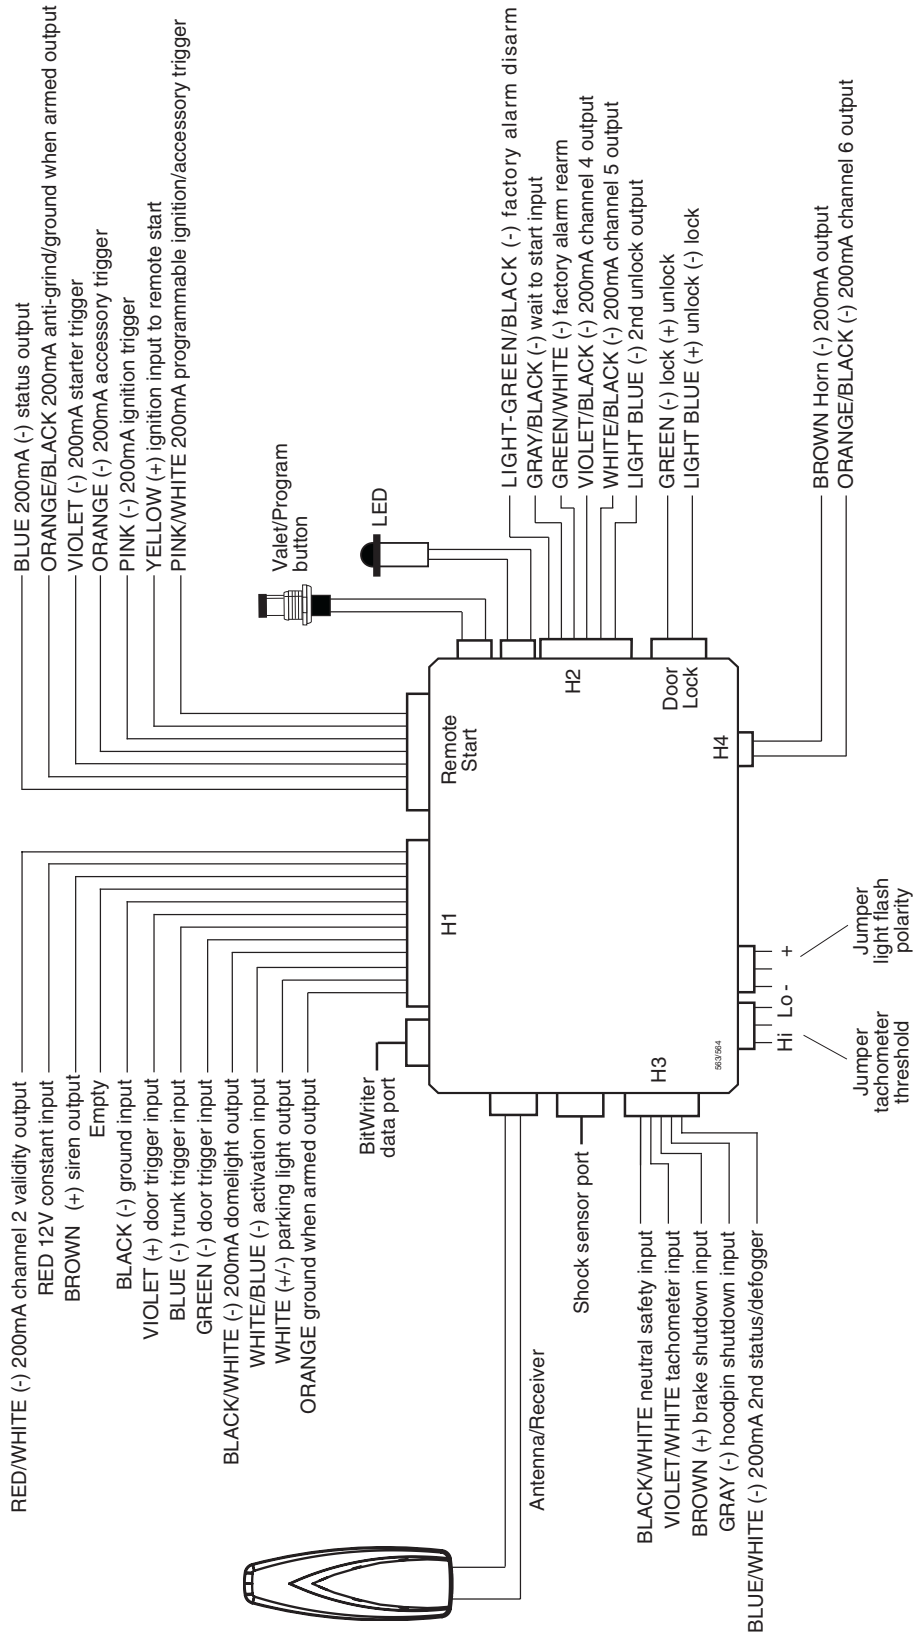 RED/WHITE (-) 200mA channel 2 validity output
RED 12V constant input
BROWN (+) siren output
Empty
BLACK (-) ground input
VIOLET (+) door trigger input
BLUE (-) trunk trigger input
GREEN (-) door trigger input
BLACK/WHITE (-) 200mA domelight output
WHITE/BLUE (-) activation input
WHITE (+/-) parking light output
ORANGE ground when armed output
BLUE 200mA (-) status output
ORANGE/BLACK 200mA anti-grind/ground when armed output
VIOLET (-) 200mA starter trigger
ORANGE (-) 200mA accessory trigger
PINK (-) 200mA ignition trigger
YELLOW (+) ignition input to remote start
PINK/WHITE 200mA programmable ignition/accessory trigger
Valet/Program
button
LED
BitWriter
data port
H1
Remote
Start
H2
Door
Lock
H4
H3
563/564
LIGHT-GREEN/BLACK (-) factory alarm disarm
GRAY/BLACK (-) wait to start input
GREEN/WHITE (-) factory alarm rearm
VIOLET/BLACK (-) 200mA channel 4 output
WHITE/BLACK (-) 200mA channel 5 output
LIGHT BLUE (-) 2nd unlock output
GREEN (-) lock (+) unlock
LIGHT BLUE (+) unlock (-) lock
Antenna/Receiver
Shock sensor port
BLACK/WHITE neutral safety input
VIOLET/WHITE tachometer input
BROWN (+) brake shutdown input
GRAY (-) hoodpin shutdown input
BLUE/WHITE (-) 200mA 2nd status/defogger
Hi Lo - +
Jumper
tachometer
threshold
Jumper
light flash
polarity
BROWN Horn (-) 200mA output
ORANGE/BLACK (-) 200mA channel 6 output